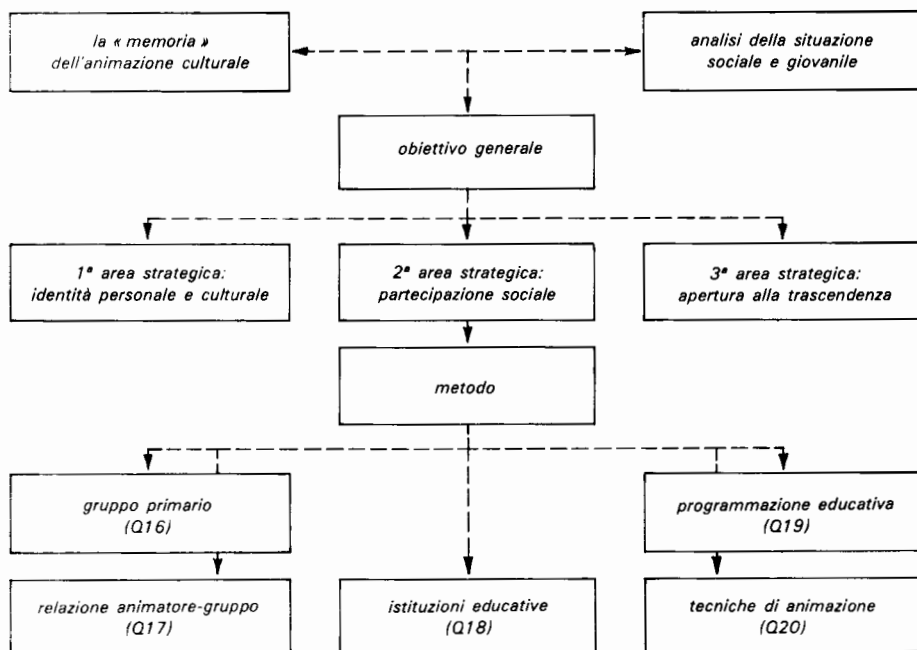 la « memoria »
dell'animazione culturale
analisi della situazione
sociale e giovanile
obiettivo generale
1ª area strategica:
identità personale e culturale
2ª area strategica:
partecipazione sociale
3ª area strategica:
apertura alla trascendenza
metodo
gruppo primario
(Q16)
programmazione educativa
(Q19)
relazione animatore-gruppo
(Q17)
istituzioni educative
(Q18)
tecniche di animazione
(Q20)